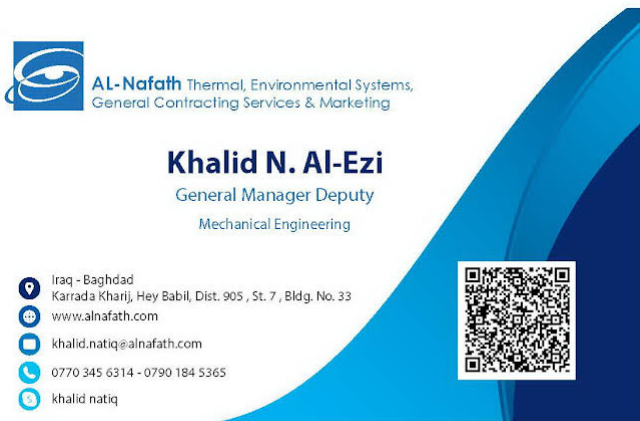 AL-Nafath Thermal, Environmental Systems,
General Contracting Services & Marketing
Khalid N. Al-Ezi
General Manager Deputy
Mechanical Engineering
Iraq - Baghdad
Karrada Kharij, Hey Babil, Dist. 905 , St. 7 , Bldg. No. 33
www.alnafath.com
khalid.natiq@alnafath.com
0770 345 6314 - 0790 184 5365
khalid natiq